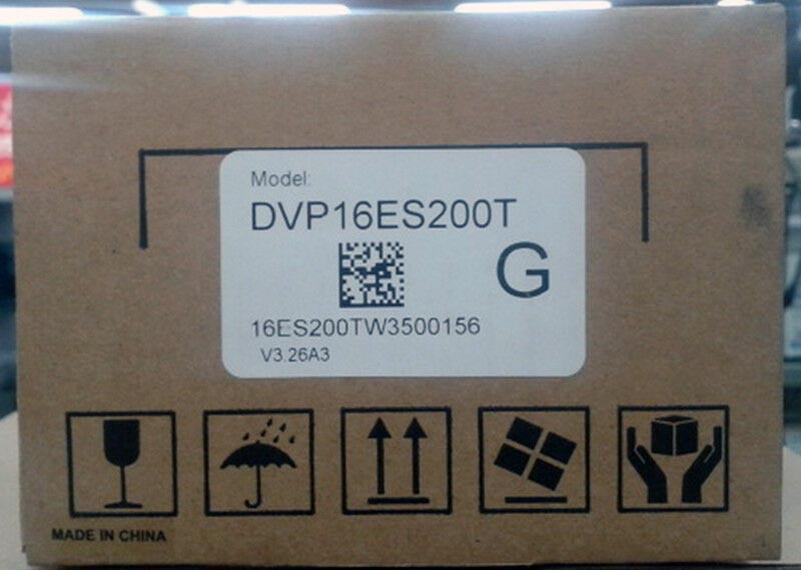 Model:
DVP16ES200T
G
16ES200TW3500156
V3.26A3
MADE IN CHINA